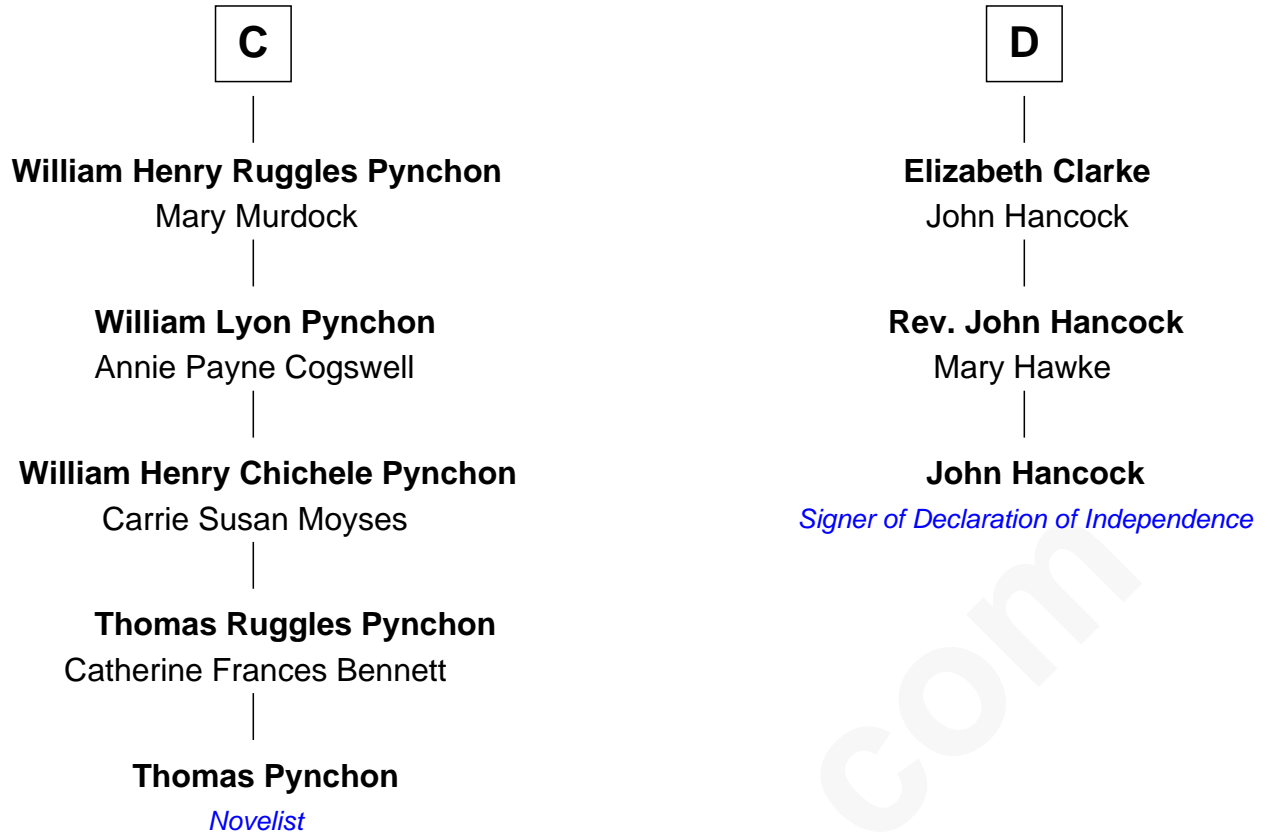 C
William Henry Ruggles Pynchon
Mary Murdock
William Lyon Pynchon
Annie Payne Cogswell
William Henry Chichele Pynchon
Carrie Susan Moyses
Thomas Ruggles Pynchon
Catherine Frances Bennett
Thomas Pynchon
Novelist
D
Elizabeth Clarke
John Hancock
Rev. John Hancock
Mary Hawke
John Hancock
Signer of Declaration of Independence
com